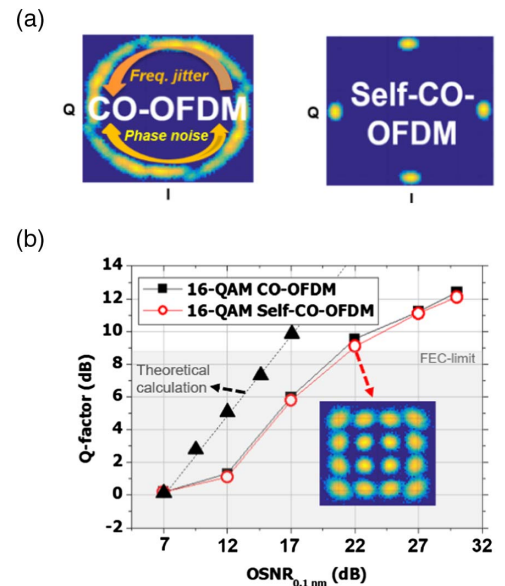 (a)
Freq. jitter
CO-OFDM
Phase noise
Q
I
Self-CO-
OFDM
Q
I
(b)
14
12
10
8
6
4
2
0
-2
Q-factor (dB)
16-QAM CO-OFDM
16-QAM Self-CO-OFDM
Theoretical
calculation
FEC-limit
7 12 17 22 27 32
OSNR0.1 nm (dB)